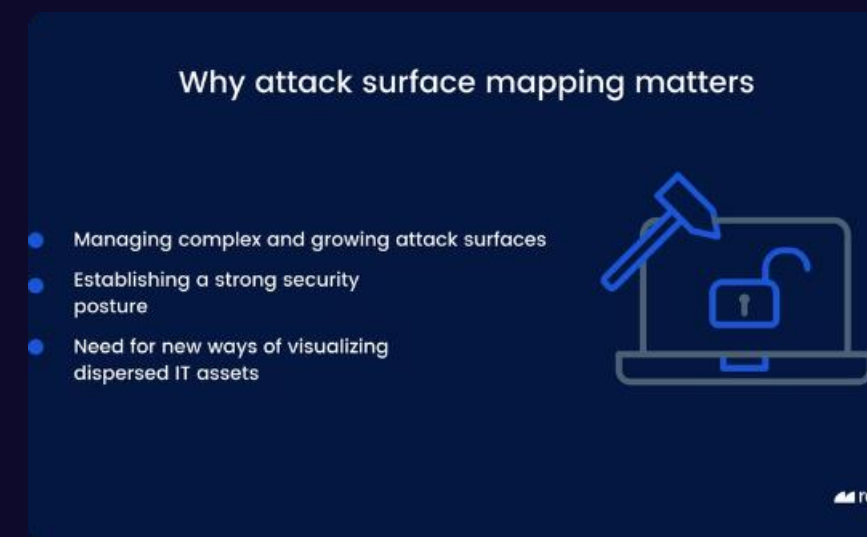 Why attack surface mapping matters
Managing complex and growing attack surfaces
Establishing a strong security
posture
Need for new ways of visualizing
dispersed IT assets